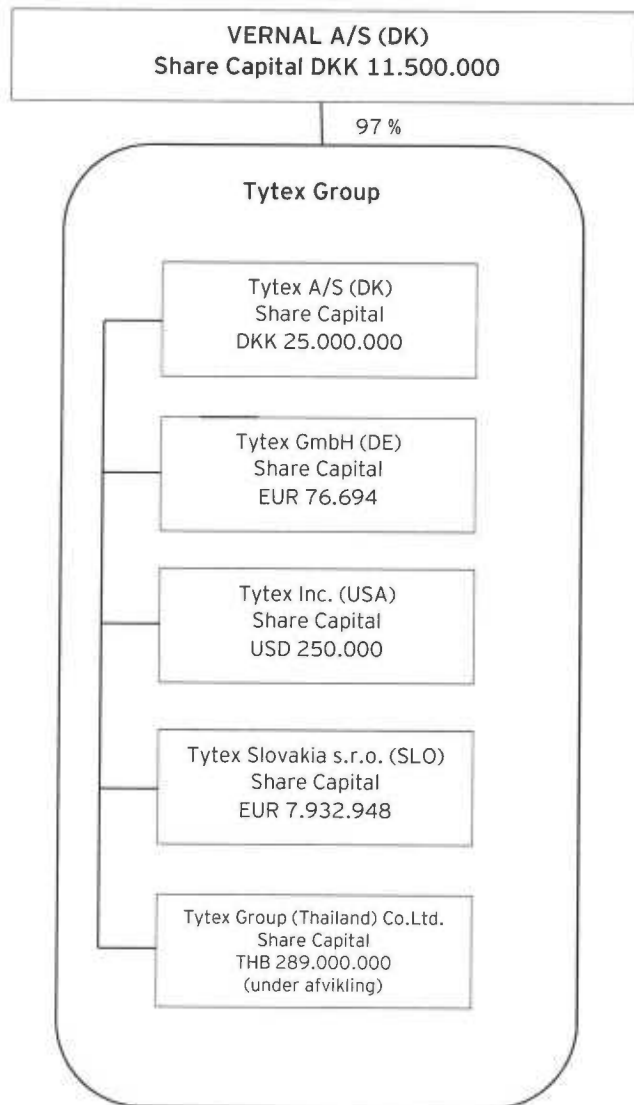 VERNAL A/S (DK)
Share Capital DKK 11.500.000
97 %
Tytex Group
Tytex A/S (DK)
Share Capital
DKK 25.000.000
Tytex GmbH (DE)
Share Capital
EUR 76.694
Tytex Inc. (USA)
Share Capital
USD 250.000
Tytex Slovakia s.r.o. (SLO)
Share Capital
EUR 7.932.948
Tytex Group (Thailand) Co.Ltd.
Share Capital
THB 289.000.000
(under afvikling)